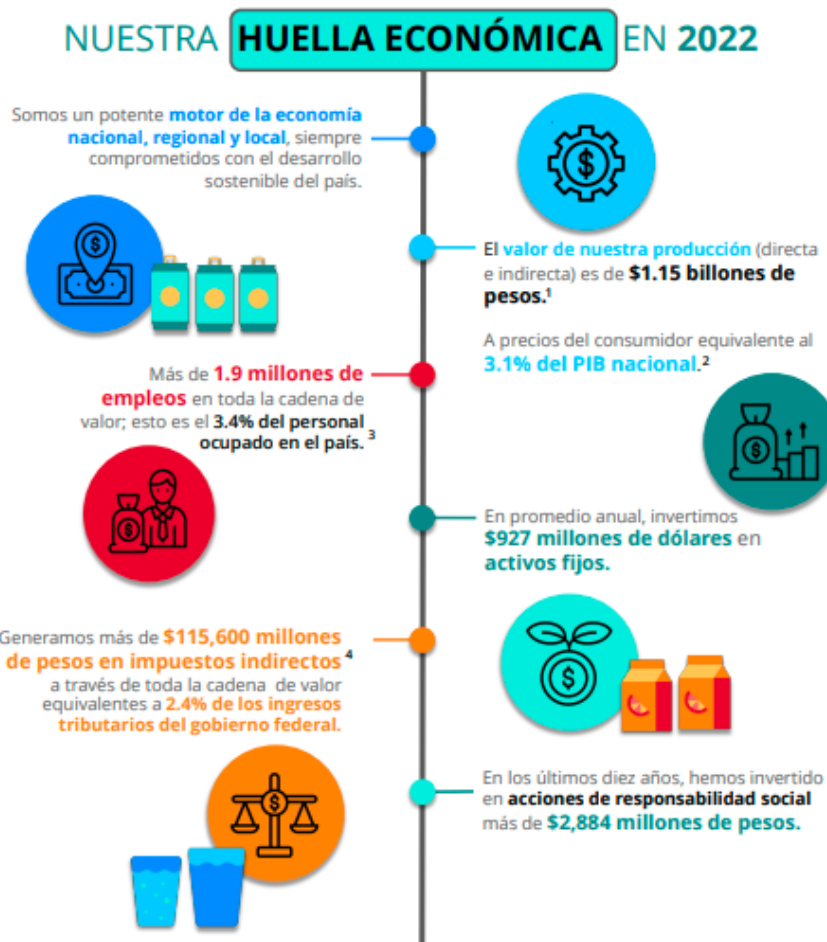 NUESTRA HUELLA ECONÓMICA EN 2022
Somos un potente motor de la economía
nacional, regional y local, siempre
comprometidos con el desarrollo
sostenible del país.
El valor de nuestra producción (directa
e indirecta) es de $1.15 billones de
pesos.¹
A precios del consumidor equivalente al
3.1% del PIB nacional.²
Más de 1.9 millones de
empleos en toda la cadena de
valor; esto es el 3.4% del personal
ocupado en el país. ³
En promedio anual, invertimos
$927 millones de dólares en
activos fijos.
Generamos más de $115,600 millones
de pesos en impuestos indirectos ⁴
a través de toda la cadena de valor
equivalentes a 2.4% de los ingresos
tributarios del gobierno federal.
En los últimos diez años, hemos invertido
en acciones de responsabilidad social
más de $2,884 millones de pesos.